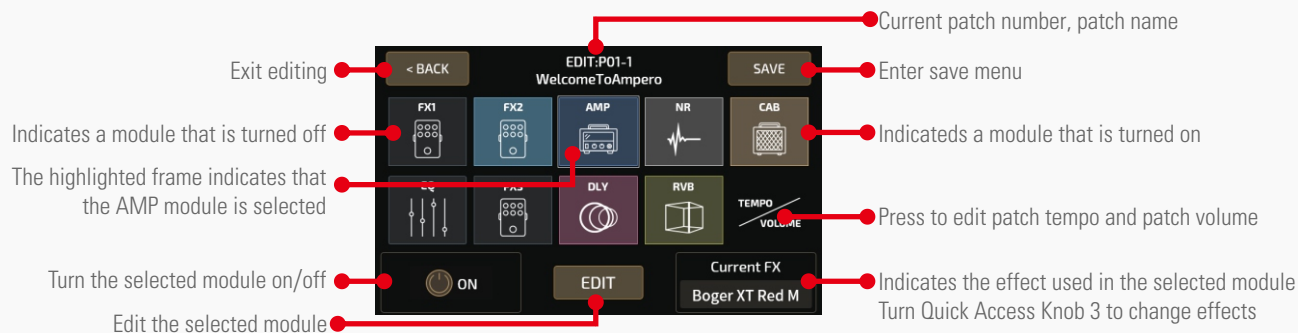 Current patch number, patch name
Exit editing
< BACK
EDIT:P01-1
WelcomeToAmpero
SAVE
Enter save menu
FX1
FX2
AMP
NR
CAB
Indicates a module that is turned off
Indicateds a module that is turned on
The highlighted frame indicates that
the AMP module is selected
EQ
FX3
DLY
RVB
TEMPO
VOLUME
Press to edit patch tempo and patch volume
Turn the selected module on/off
ON
EDIT
Current FX
Boger XT Red M
Indicates the effect used in the selected module
Turn Quick Access Knob 3 to change effects
Edit the selected module